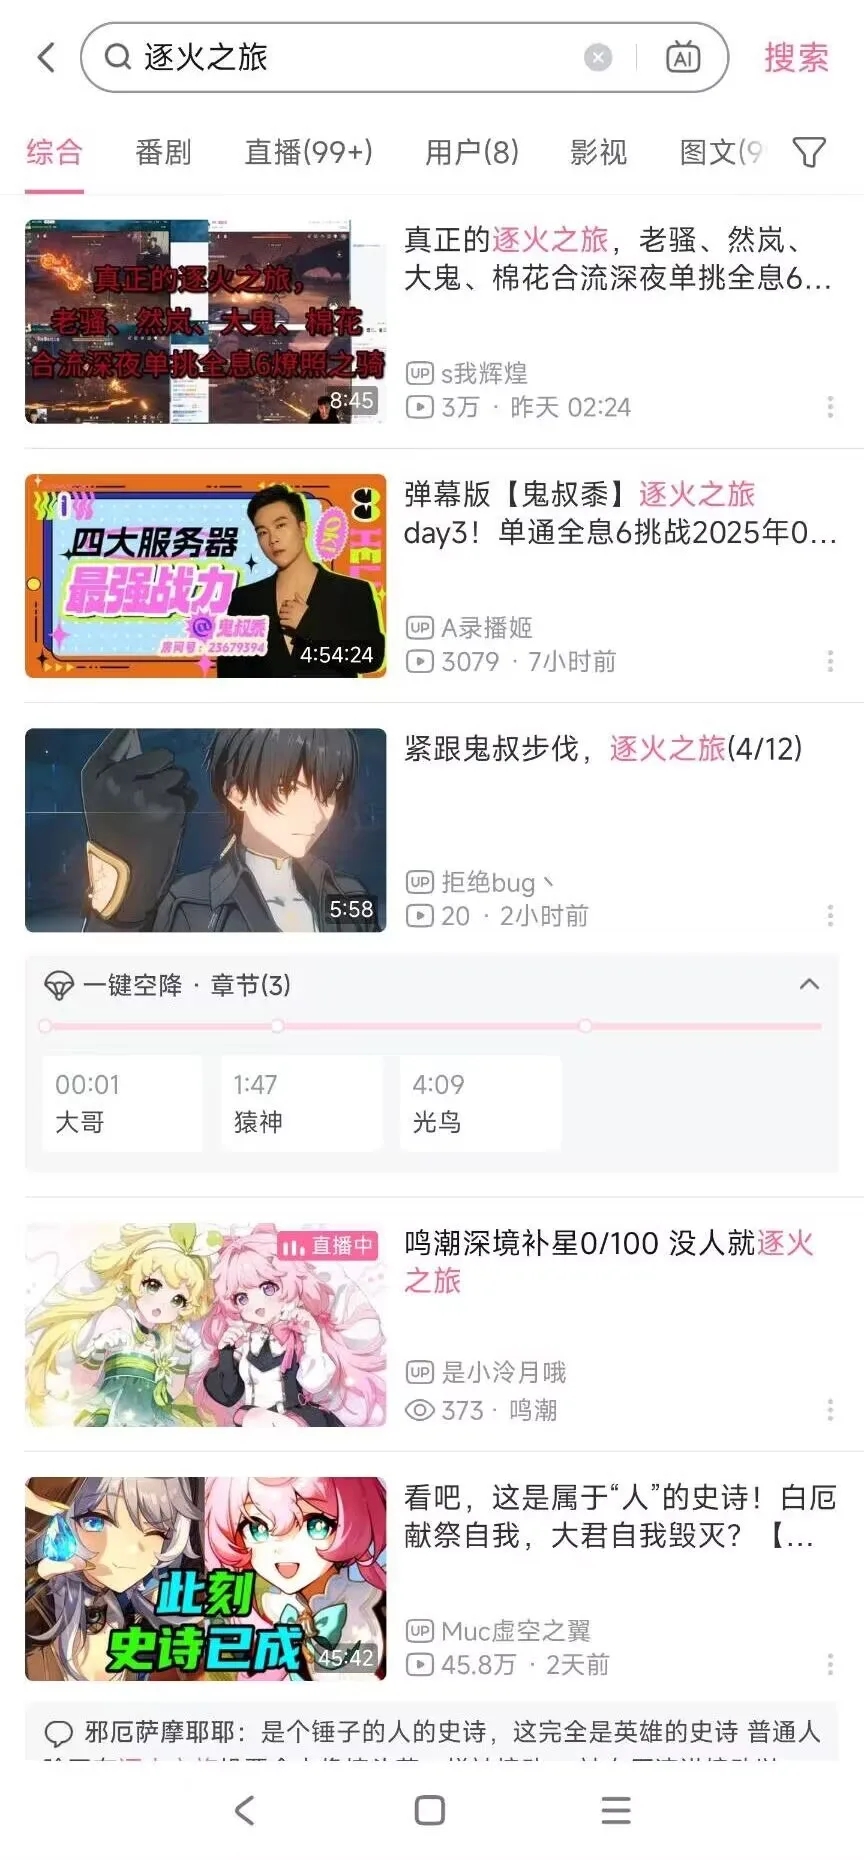 逐火之旅
AI
搜索
综合
番剧
直播(99+)
用户(8)
影视
图文(9
真正的逐火之旅，
老骚、然岚、大鬼、棉花
合流深夜单挑全息6燎照之骑
8:45
真正的逐火之旅，老骚、然岚、
大鬼、棉花合流深夜单挑全息6...
UP s我辉煌
3万 · 昨天 02:24
四大服务器
最强战力
@鬼叔黍
房间号：23679394
OK!
4:54:24
弹幕版【鬼叔黍】逐火之旅
day3！单通全息6挑战2025年0...
UP A录播姬
3079 · 7小时前
5:58
紧跟鬼叔步伐，逐火之旅(4/12)
UP 拒绝bug丶
20 · 2小时前
一键空降 · 章节(3)
00:01
大哥
1:47
猿神
4:09
光鸟
直播中
鸣潮深境补星0/100 没人就逐火
之旅
UP 是小泠月哦
373 · 鸣潮
此刻
史诗已成
45:42
看吧，这是属于“人”的史诗！白厄
献祭自我，大君自我毁灭？【...
UP Muc虚空之翼
45.8万 · 2天前
邪厄萨摩耶耶：是个锤子的人的史诗，这完全是英雄的史诗 普通人